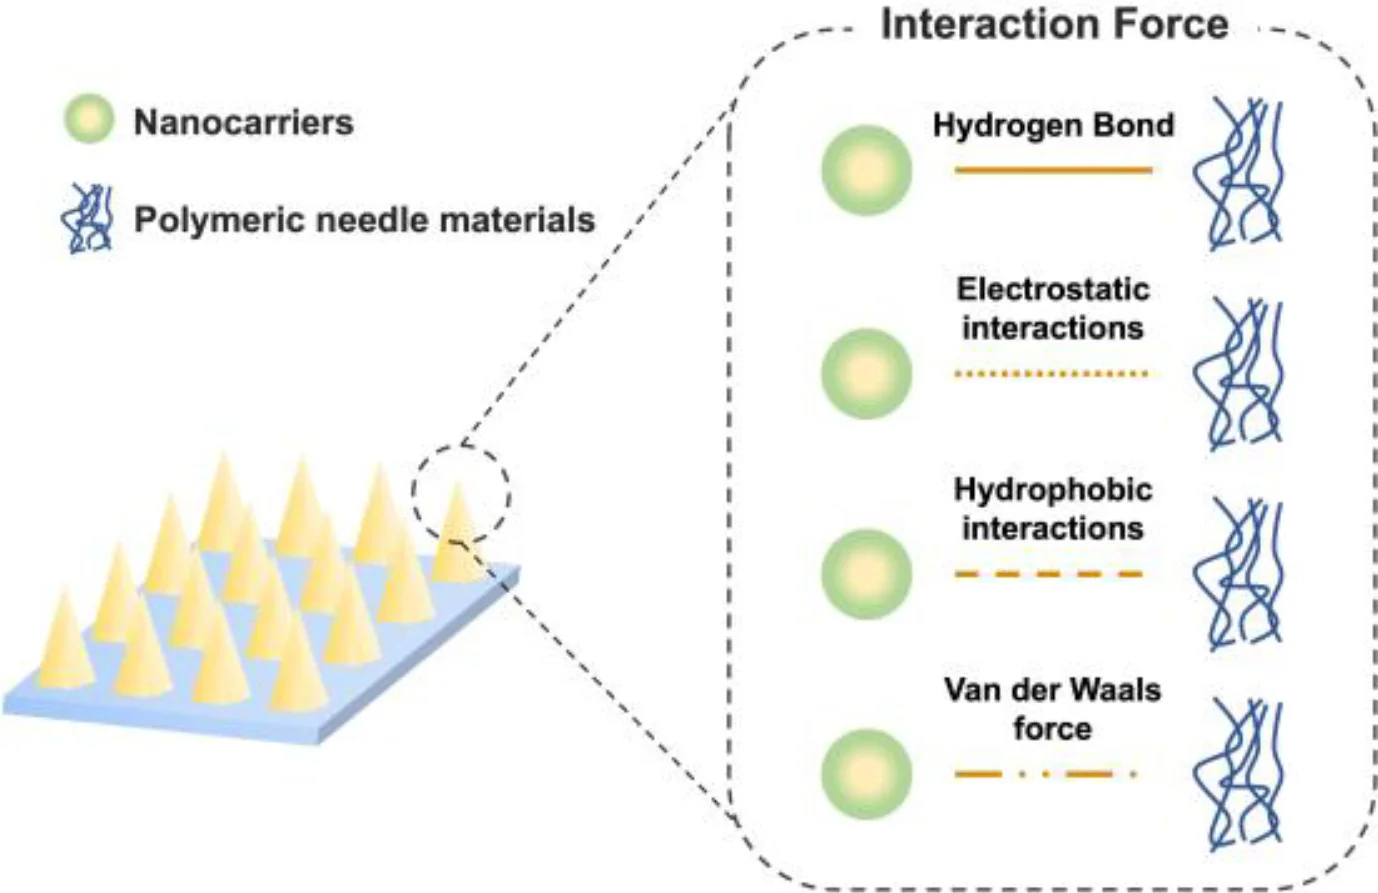 Interaction Force
Nanocarriers
Polymeric needle materials
Hydrogen Bond
Electrostatic
interactions
Hydrophobic
interactions
Van der Waals
force